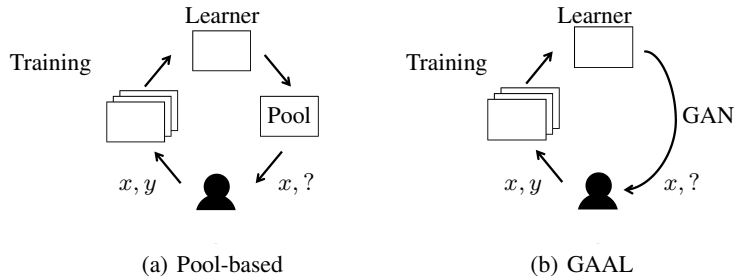 Learner
Training
Pool
x, y
x, ?
(a) Pool-based
Learner
Training
GAN
x, y
x, ?
(b) GAAL